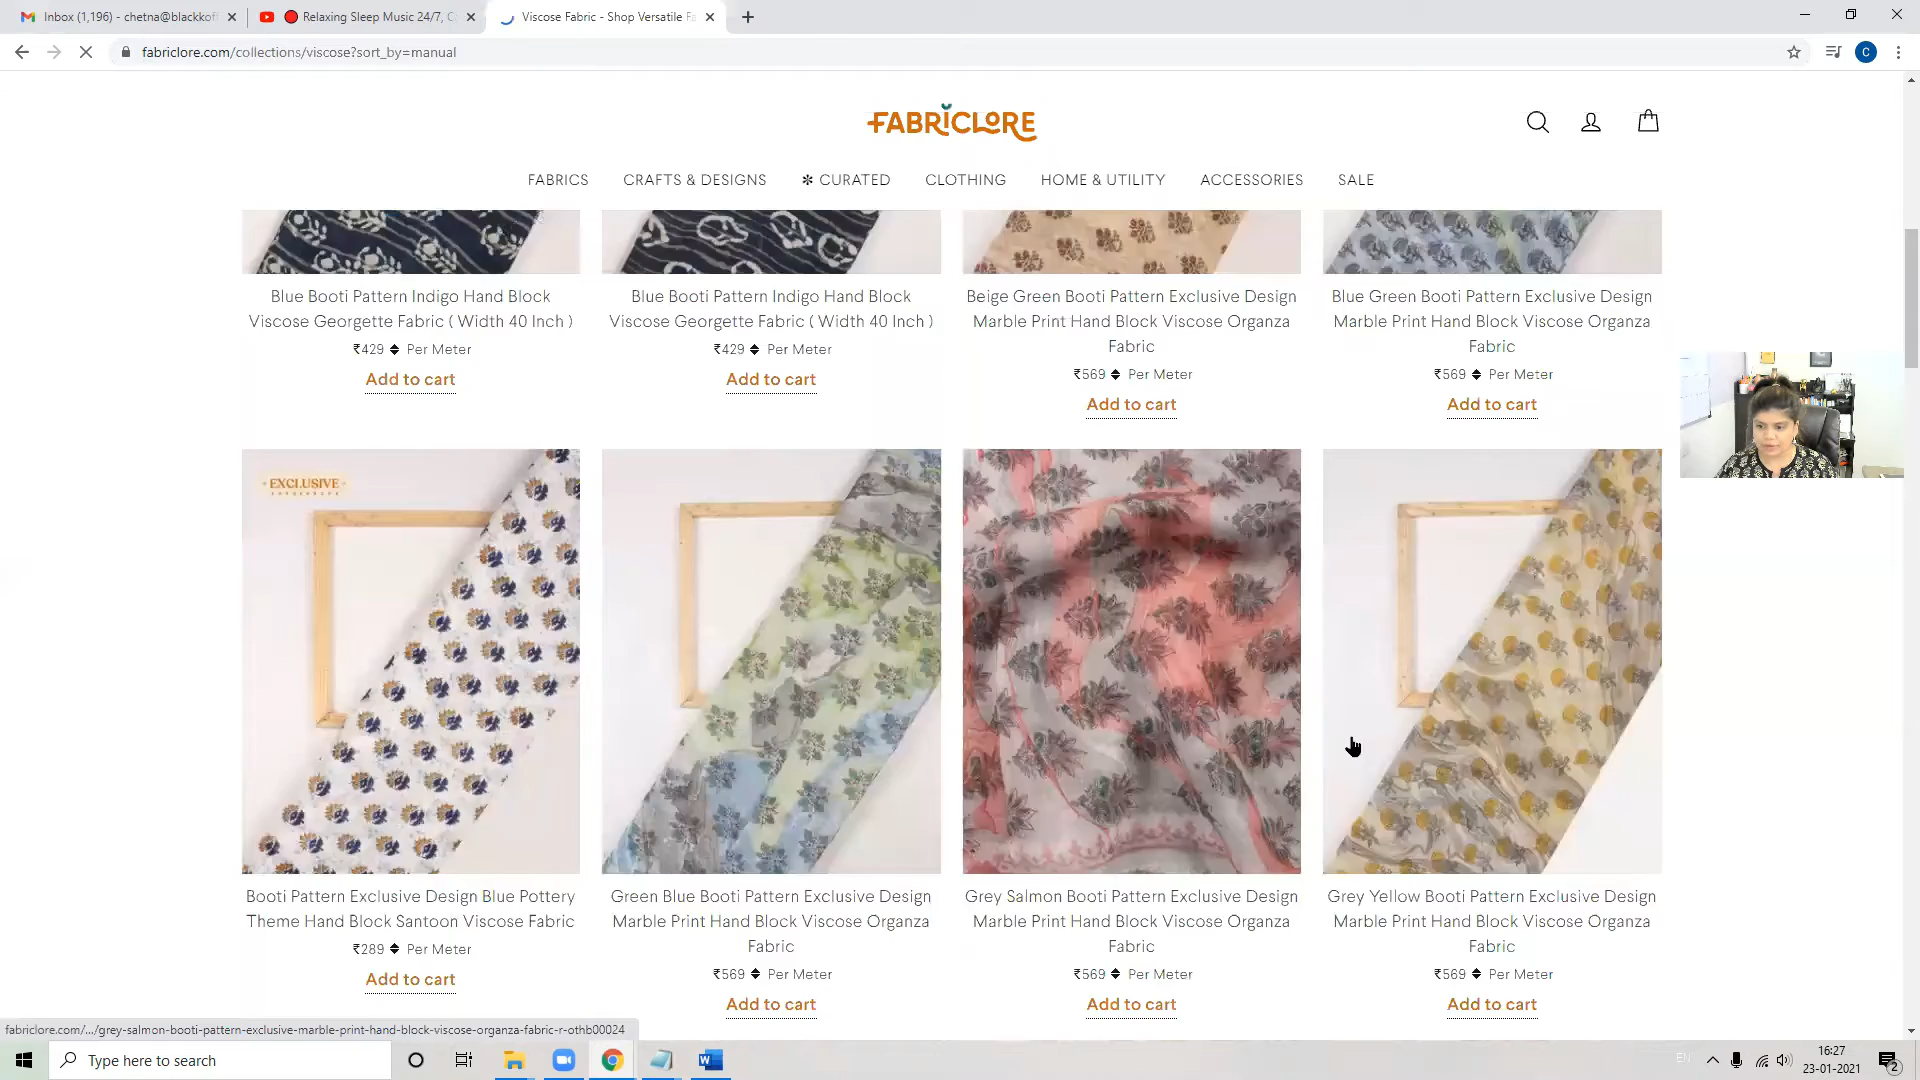 Inbox (1,196) - chetna@blackkof
Relaxing Sleep Music 24/7, C
Viscose Fabric - Shop Versatile Fa
fabriclore.com/collections/viscose?sort_by=manual
C
FABRICLORE
FABRICS CRAFTS & DESIGNS ✻ CURATED CLOTHING HOME & UTILITY ACCESSORIES SALE
Blue Booti Pattern Indigo Hand Block
Viscose Georgette Fabric ( Width 40 Inch )
₹429 Per Meter
Add to cart
Blue Booti Pattern Indigo Hand Block
Viscose Georgette Fabric ( Width 40 Inch )
₹429 Per Meter
Add to cart
Beige Green Booti Pattern Exclusive Design
Marble Print Hand Block Viscose Organza
Fabric
₹569 Per Meter
Add to cart
Blue Green Booti Pattern Exclusive Design
Marble Print Hand Block Viscose Organza
Fabric
₹569 Per Meter
Add to cart
EXCLUSIVE
Booti Pattern Exclusive Design Blue Pottery
Theme Hand Block Santoon Viscose Fabric
₹289 Per Meter
Add to cart
Green Blue Booti Pattern Exclusive Design
Marble Print Hand Block Viscose Organza
Fabric
₹569 Per Meter
Add to cart
Grey Salmon Booti Pattern Exclusive Design
Marble Print Hand Block Viscose Organza
Fabric
₹569 Per Meter
Add to cart
Grey Yellow Booti Pattern Exclusive Design
Marble Print Hand Block Viscose Organza
Fabric
₹569 Per Meter
Add to cart
fabriclore.com/.../grey-salmon-booti-pattern-exclusive-marble-print-hand-block-viscose-organza-fabric-r-othb00024
Type here to search
EN
16:27
23-01-2021
2